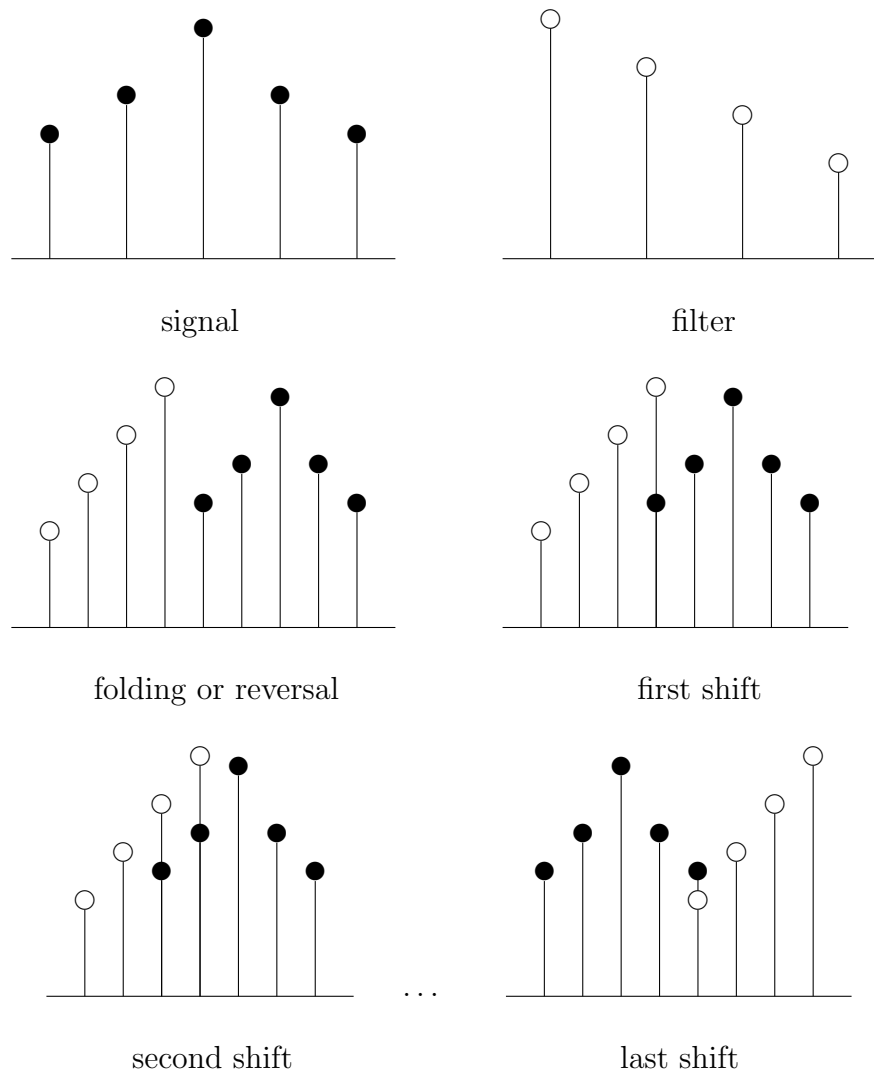 signal
filter
folding or reversal
first shift
second shift
...
last shift